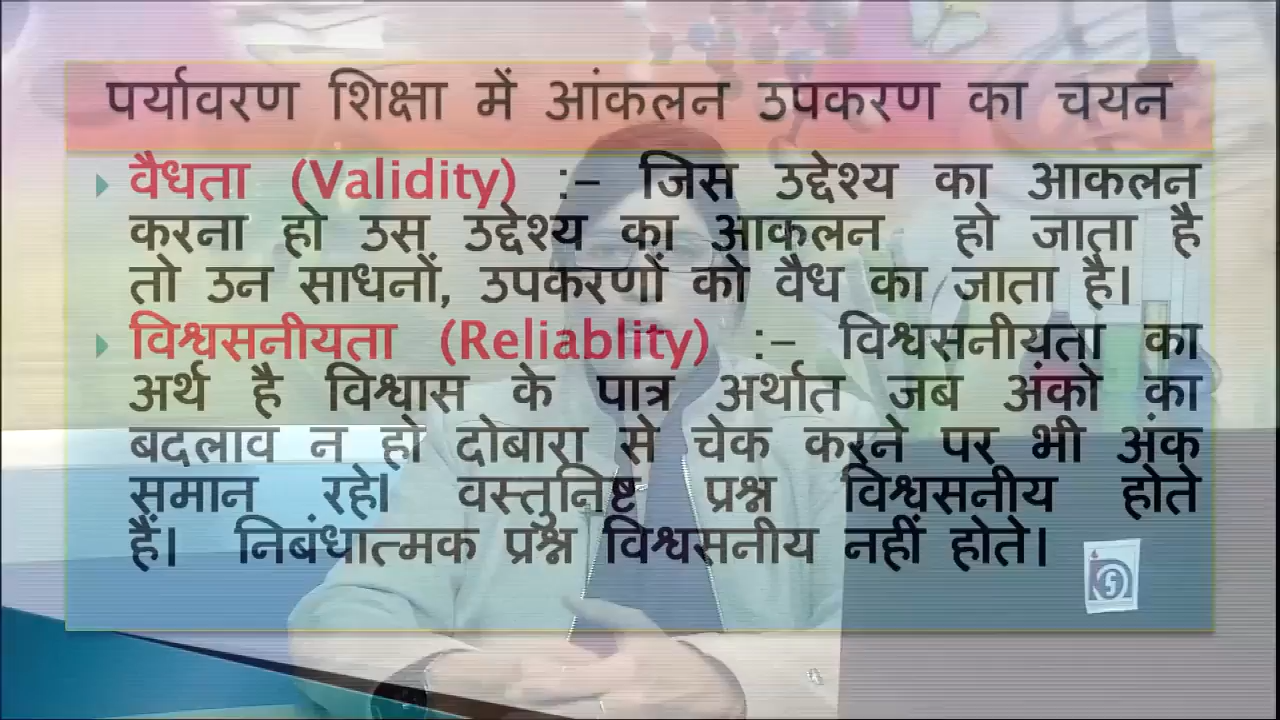 पर्यावरण शिक्षा में आंकलन उपकरण का चयन
वैधता (Validity) :– जिस उद्देश्य का आकलन
करना हो उस उद्देश्य का आकलन हो जाता है
तो उन साधनों, उपकरणों को वैध का जाता है।
विश्वसनीयता (Reliablity) :– विश्वसनीयता का
अर्थ है विश्वास के पात्र अर्थात जब अंको का
बदलाव न हो दोबारा से चेक करने पर भी अंक
समान रहे। वस्तुनिष्ट प्रश्न विश्वसनीय होते
हैं। निबंधात्मक प्रश्न विश्वसनीय नहीं होते।